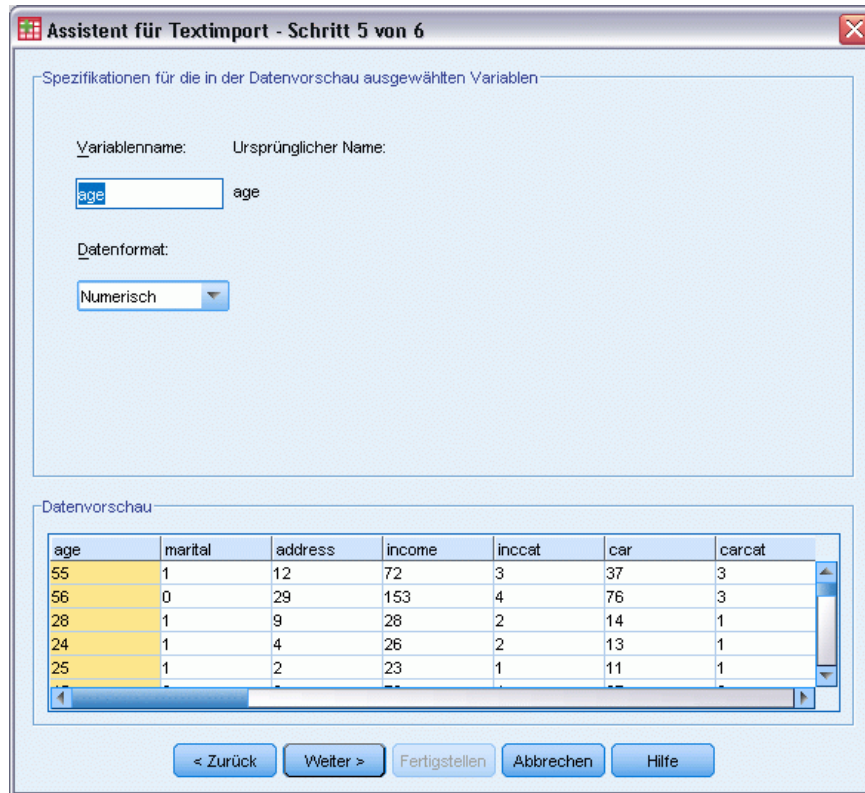 Assistent für Textimport - Schritt 5 von 6
Spezifikationen für die in der Datenvorschau ausgewählten Variablen
Variablenname: Ursprünglicher Name:
age age
Datenformat:
Numerisch
Datenvorschau
age marital address income inccat car carcat
55 1 12 72 3 37 3
56 0 29 153 4 76 3
28 1 9 28 2 14 1
24 1 4 26 2 13 1
25 1 2 23 1 11 1
< Zurück Weiter > Fertigstellen Abbrechen Hilfe